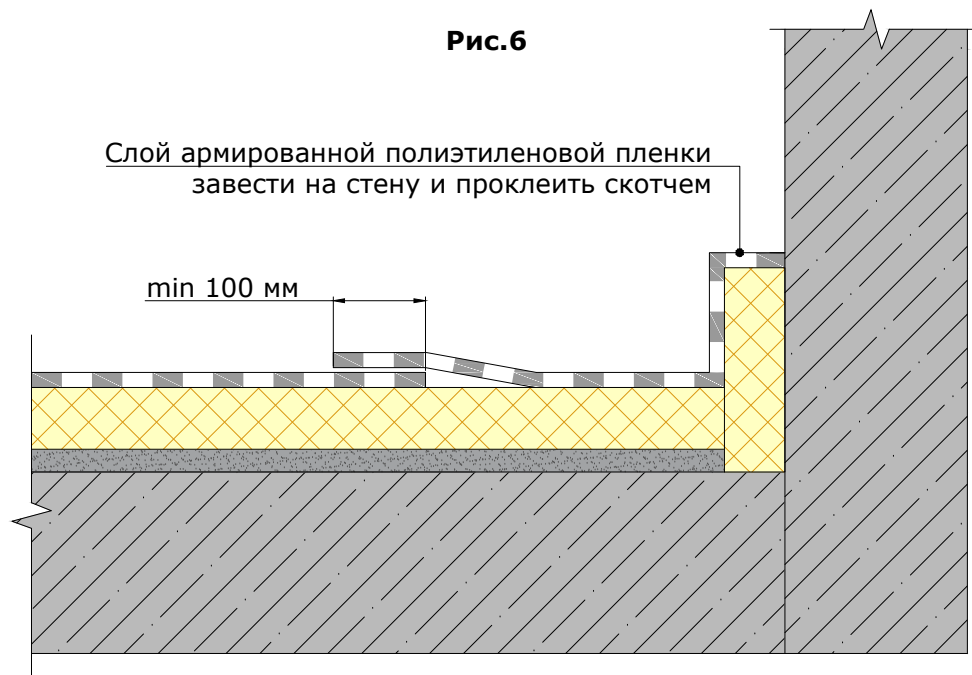 Рис.6
Слой армированной полиэтиленовой пленки
завести на стену и проклеить скотчем
min 100 мм